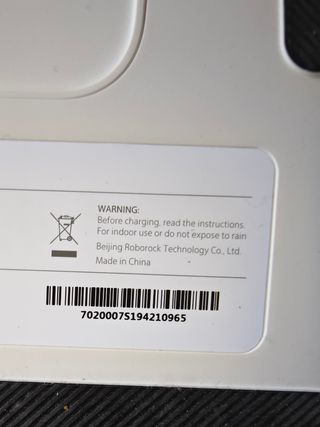 WARNING:
Before charging, read the instructions.
For indoor use or do not expose to rain
Beijing Roborock Technology Co., Ltd.
Made in China
7020007S194210965